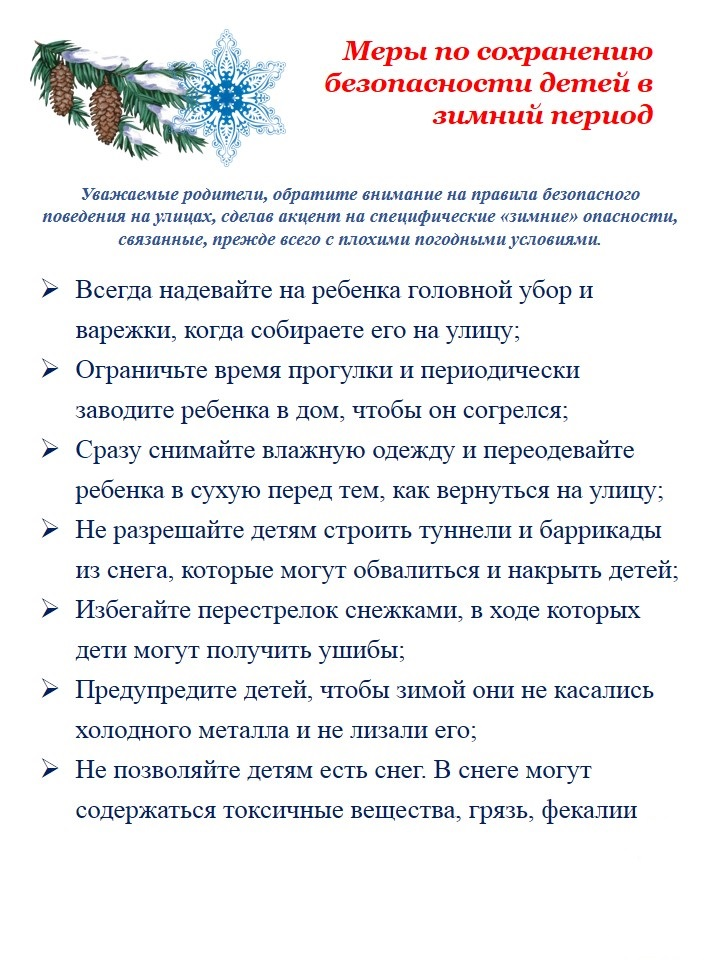 Меры по сохранению
безопасности детей в
зимний период
Уважаемые родители, обратите внимание на правила безопасного
поведения на улицах, сделав акцент на специфические «зимние» опасности,
связанные, прежде всего с плохими погодными условиями.
➢ Всегда надевайте на ребенка головной убор и
варежки, когда собираете его на улицу;
➢ Ограничьте время прогулки и периодически
заводите ребенка в дом, чтобы он согрелся;
➢ Сразу снимайте влажную одежду и переодевайте
ребенка в сухую перед тем, как вернуться на улицу;
➢ Не разрешайте детям строить туннели и баррикады
из снега, которые могут обвалиться и накрыть детей;
➢ Избегайте перестрелок снежками, в ходе которых
дети могут получить ушибы;
➢ Предупредите детей, чтобы зимой они не касались
холодного металла и не лизали его;
➢ Не позволяйте детям есть снег. В снеге могут
содержаться токсичные вещества, грязь, фекалии